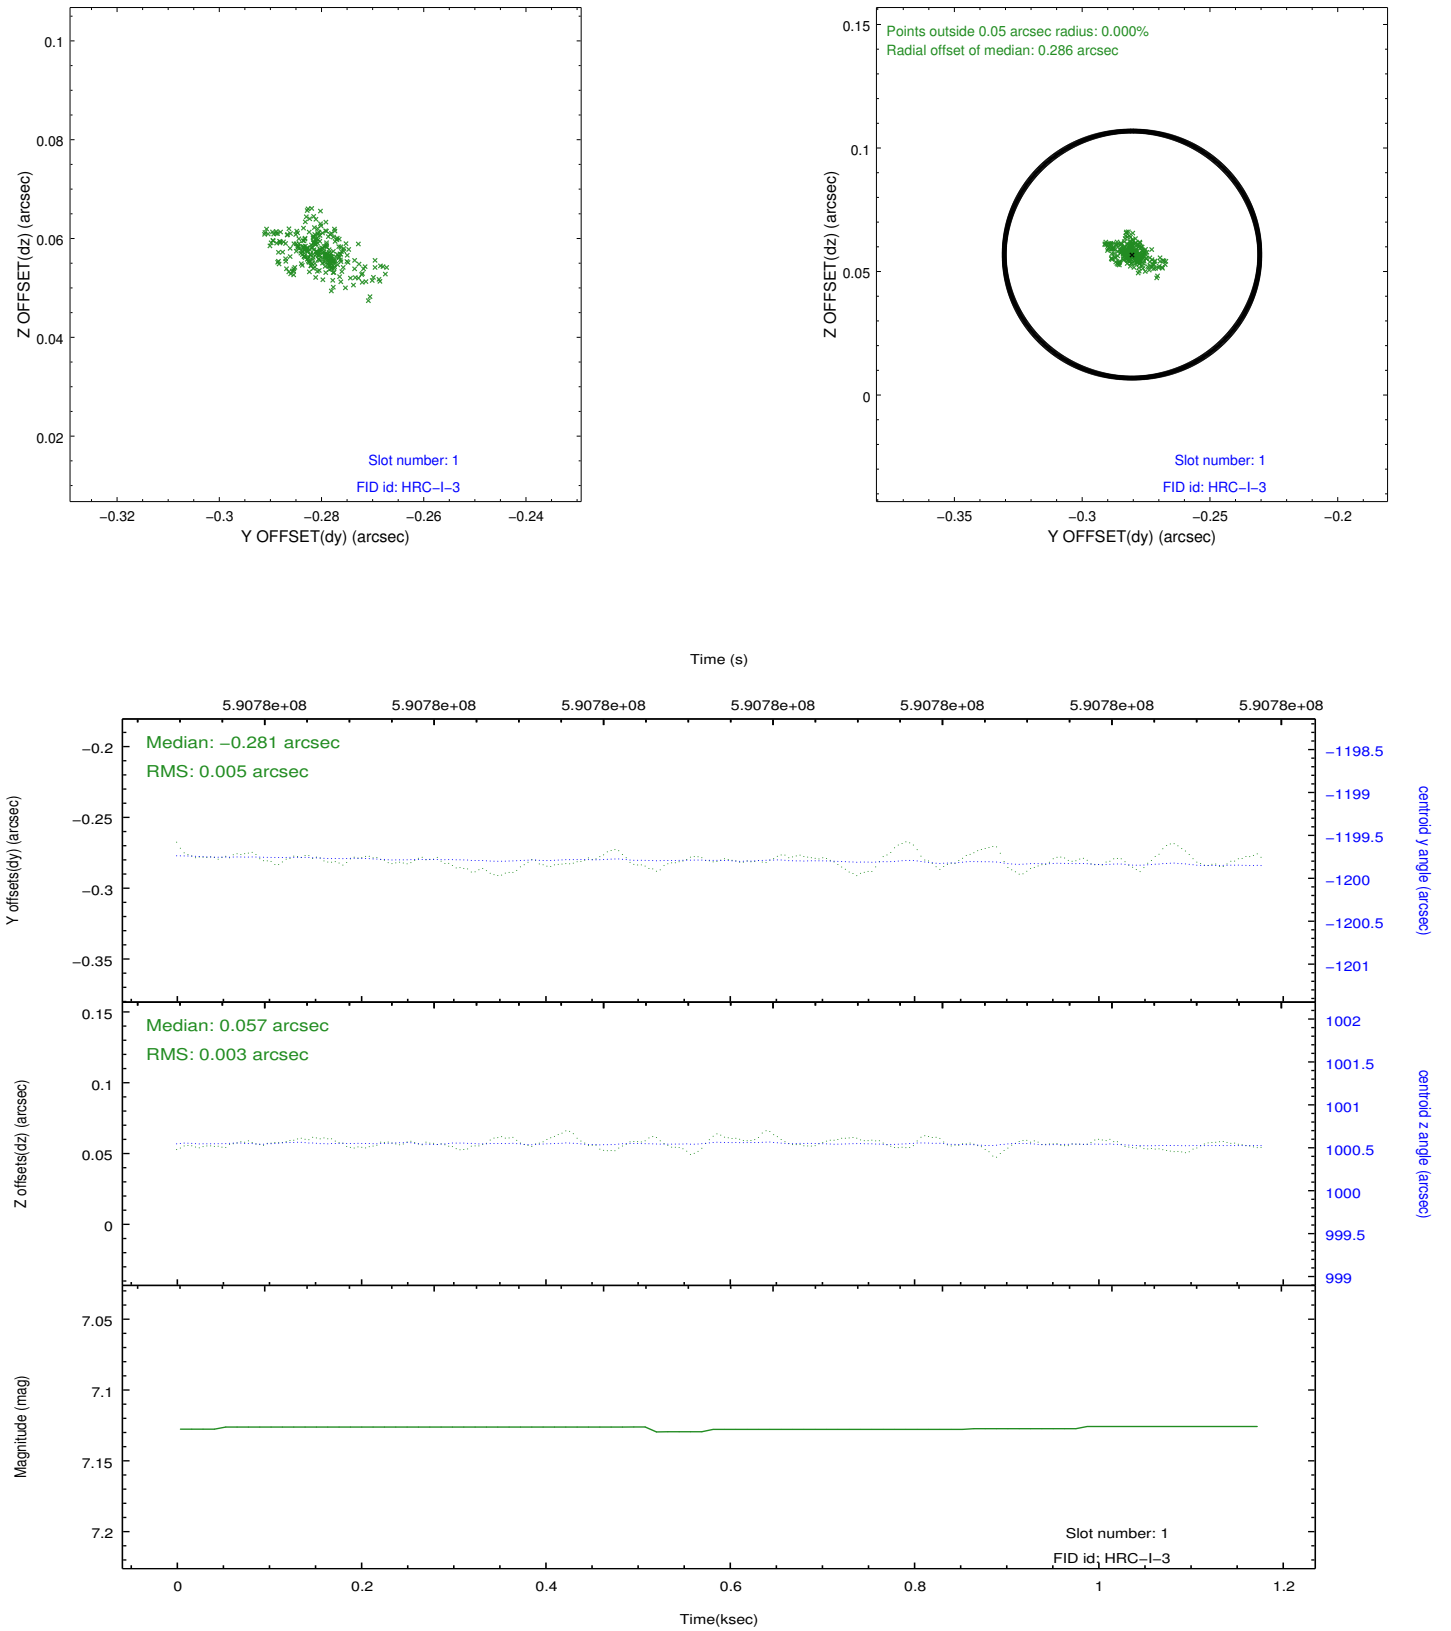 0.1
0.08
0.06
0.04
0.02
Z OFFSET(dz) (arcsec)
Slot number: 1
FID id: HRC−I−3
−0.32 −0.3 −0.28 −0.26 −0.24
Y OFFSET(dy) (arcsec)
Points outside 0.05 arcsec radius: 0.000%
Radial offset of median: 0.286 arcsec
0.15
0.1
0.05
0
Z OFFSET(dz) (arcsec)
Slot number: 1
FID id: HRC−I−3
−0.35 −0.3 −0.25 −0.2
Y OFFSET(dy) (arcsec)
Time (s)
5.9078e+08 5.9078e+08 5.9078e+08 5.9078e+08 5.9078e+08 5.9078e+08 5.9078e+08
Median: −0.281 arcsec
RMS: 0.005 arcsec
−0.2
−0.25
−0.3
−0.35
Y offsets(dy) (arcsec)
−1198.5
−1199
−1199.5
−1200
−1200.5
−1201
centroid y angle (arcsec)
Median: 0.057 arcsec
RMS: 0.003 arcsec
0.15
0.1
0.05
0
Z offsets(dz) (arcsec)
1002
1001.5
1001
1000.5
1000
999.5
999
centroid z angle (arcsec)
7.05
7.1
7.15
7.2
Magnitude (mag)
Slot number: 1
FID id: HRC−I−3
0 0.2 0.4 0.6 0.8 1 1.2
Time(ksec)